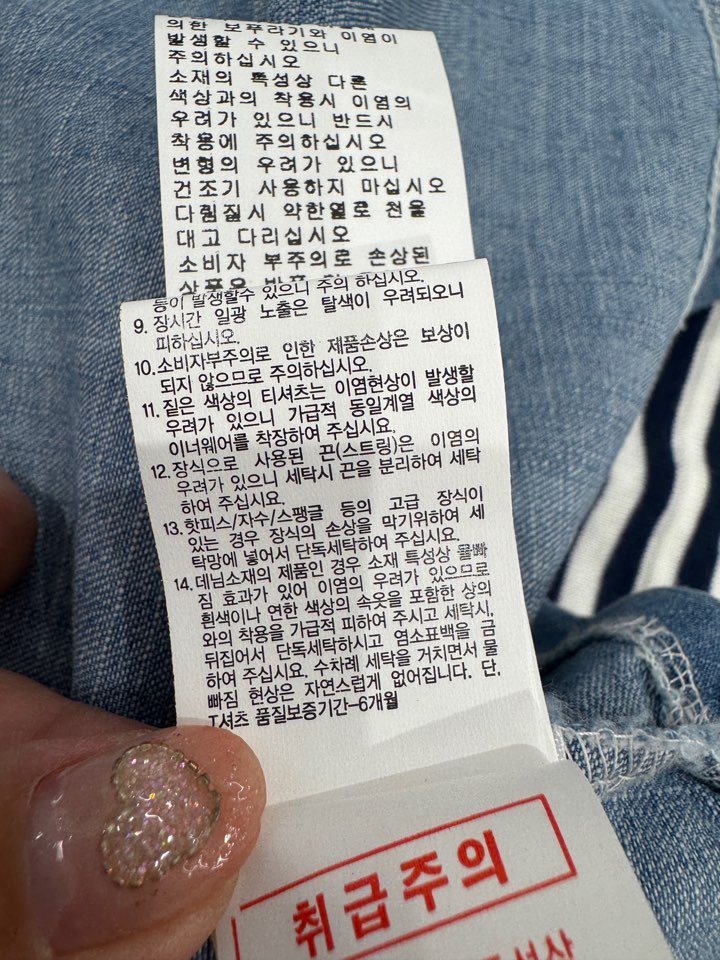 의한 보푸라기와 이염이
발생할 수 있으니
주의하십시오
소재의 특성상 다른
색상과의 착용시 이염의
우려가 있으니 반드시
착용에 주의하십시오
변형의 우려가 있으니
건조기 사용하지 마십시오
다림질시 약한열로 천을
대고 다리십시오
소비자 부주의로 손상된
등이 발생할수 있으니 주의 하십시오.
9. 장시간 일광 노출은 탈색이 우려되오니
피하십시오.
10. 소비자부주의로 인한 제품손상은 보상이
되지 않으므로 주의하십시오.
11. 짙은 색상의 티셔츠는 이염현상이 발생할
우려가 있으니 가급적 동일계열 색상의
이너웨어를 착장하여 주십시요.
12. 장식으로 사용된 끈(스트링)은 이염의
우려가 있으니 세탁시 끈을 분리하여 세탁
하여 주십시요.
13. 핫피스/자수/스팽글 등의 고급 장식이
있는 경우 장식의 손상을 막기위하여 세
탁망에 넣어서 단독세탁하여 주십시요.
14. 데님소재의 제품인 경우 소재 특성상 물빠
짐 효과가 있어 이염의 우려가 있으므로
흰색이나 연한 색상의 속옷을 포함한 상의
와의 착용을 가급적 피하여 주시고 세탁시,
뒤집어서 단독세탁하시고 염소표백을 금
하여 주십시요. 수차례 세탁을 거치면서 물
빠짐 현상은 자연스럽게 없어집니다. 단,
T셔츠 품질보증기간-6개월
취급주의